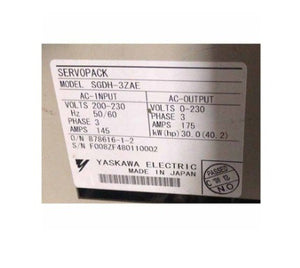 SERVOPACK
MODEL SGDH-3ZAE
AC-INPUT AC-OUTPUT
VOLTS 200-230 VOLTS 0-230
Hz 50/60 PHASE 3
PHASE 3 AMPS 175
AMPS 145 kW(hp) 30.0(40.2)
O/N 878616-1-2
S/N F008ZF480110002
YASKAWA ELECTRIC
MADE IN JAPAN
PASSED
N.O